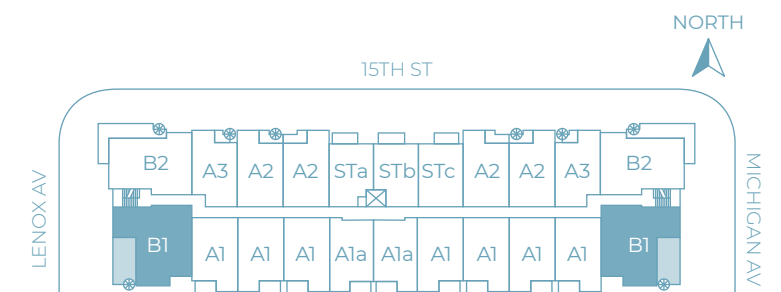 NORTH
15TH ST
LENOX AV
MICHIGAN AV
B2 A3 A2 A2 STa STb STc A2 A2 A3 B2
B1 A1 A1 A1 A1a A1a A1 A1 A1 A1 B1